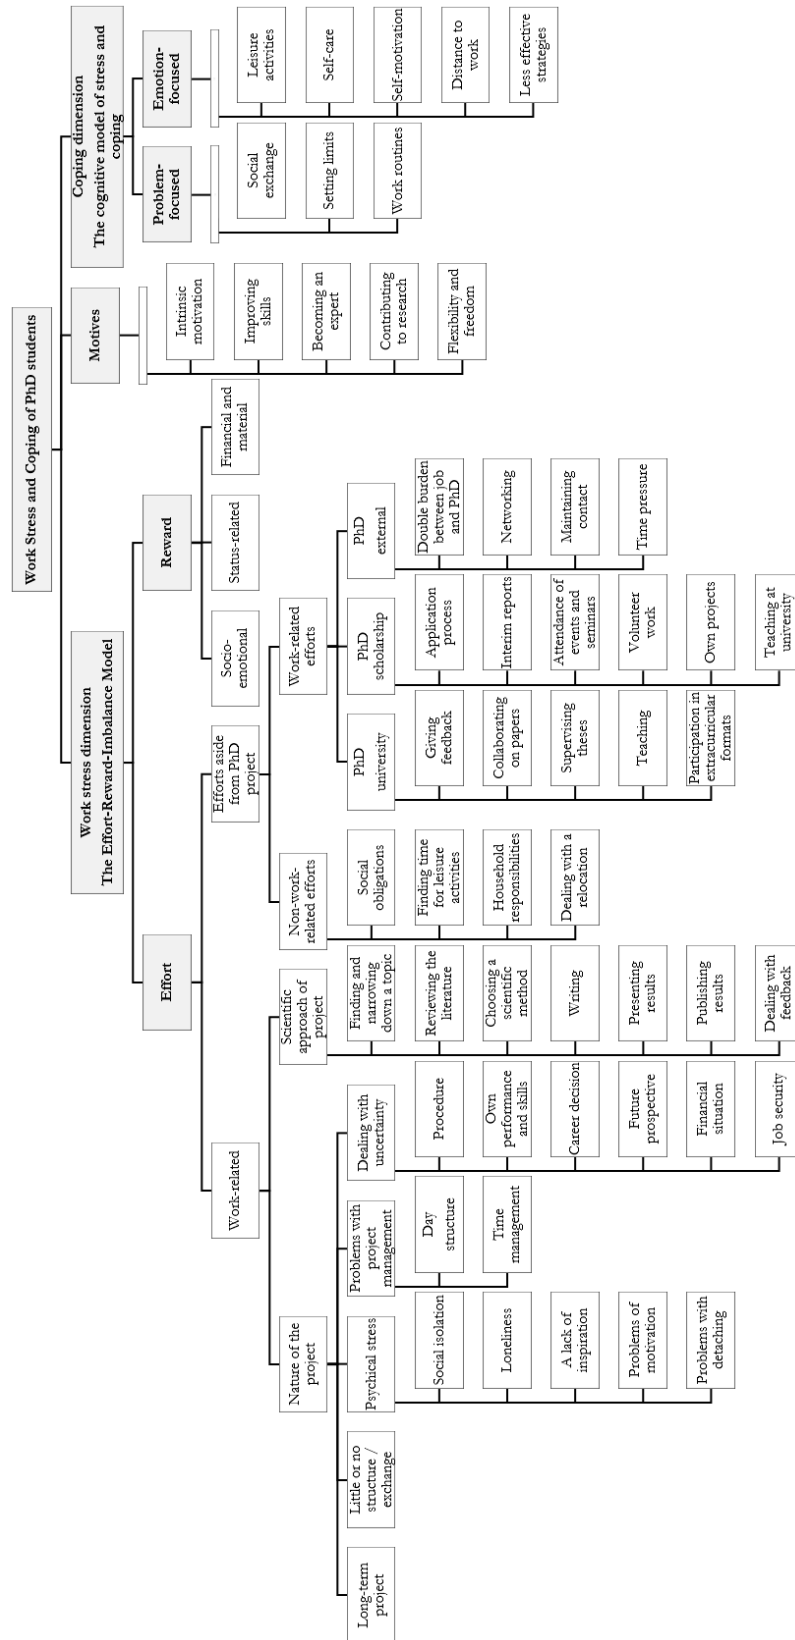 Work Stress and Coping of PhD students
Work stress dimension
The Effort-Reward-Imbalance Model
Motives
Coping dimension
The cognitive model of stress and
coping
Effort
Reward
Intrinsic
motivation
Improving
skills
Becoming an
expert
Contributing
to research
Flexibility and
freedom
Problem-
focused
Emotion-
focused
Social
exchange
Setting limits
Work routines
Leisure
activities
Self-care
Self-motivation
Distance to
work
Less effective
strategies
Work-related
Efforts aside
from PhD
project
Socio-
emotional
Status-related
Financial and
material
Nature of the
project
Scientific
approach of
project
Non-work-
related efforts
Work-related
efforts
Long-term
project
Little or no
structure /
exchange
Psychical stress
Social isolation
Loneliness
A lack of
inspiration
Problems of
motivation
Problems with
detaching
Problems with
project
management
Day
structure
Time
management
Dealing with
uncertainty
Procedure
Own
performance
and skills
Career decision
Future
prospective
Financial
situation
Job security
Finding and
narrowing
down a topic
Reviewing the
literature
Choosing a
scientific
method
Writing
Presenting
results
Publishing
results
Dealing with
feedback
Social
obligations
Finding time
for leisure
activities
Household
responsibilities
Dealing with a
relocation
PhD
university
Giving
feedback
Collaborating
on papers
Supervising
theses
Teaching
Participation in
extracurricular
formats
PhD
scholarship
Application
process
Interim reports
Attendance of
events and
seminars
Volunteer
work
Own projects
Teaching at
university
PhD
external
Double burden
between job
and PhD
Networking
Maintaining
contact
Time pressure